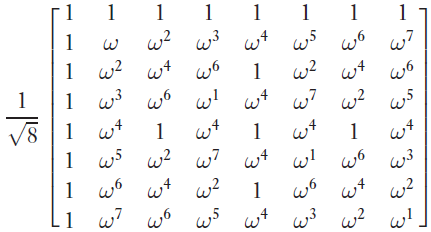 1 1 1 1 1 1 1 1
1 ω ω² ω³ ω⁴ ω⁵ ω⁶ ω⁷
1 ω² ω⁴ ω⁶ 1 ω² ω⁴ ω⁶
1/√8 1 ω³ ω⁶ ω¹ ω⁴ ω⁷ ω² ω⁵
1 ω⁴ 1 ω⁴ 1 ω⁴ 1 ω⁴
1 ω⁵ ω² ω⁷ ω⁴ ω¹ ω⁶ ω³
1 ω⁶ ω⁴ ω² 1 ω⁶ ω⁴ ω²
1 ω⁷ ω⁶ ω⁵ ω⁴ ω³ ω² ω¹